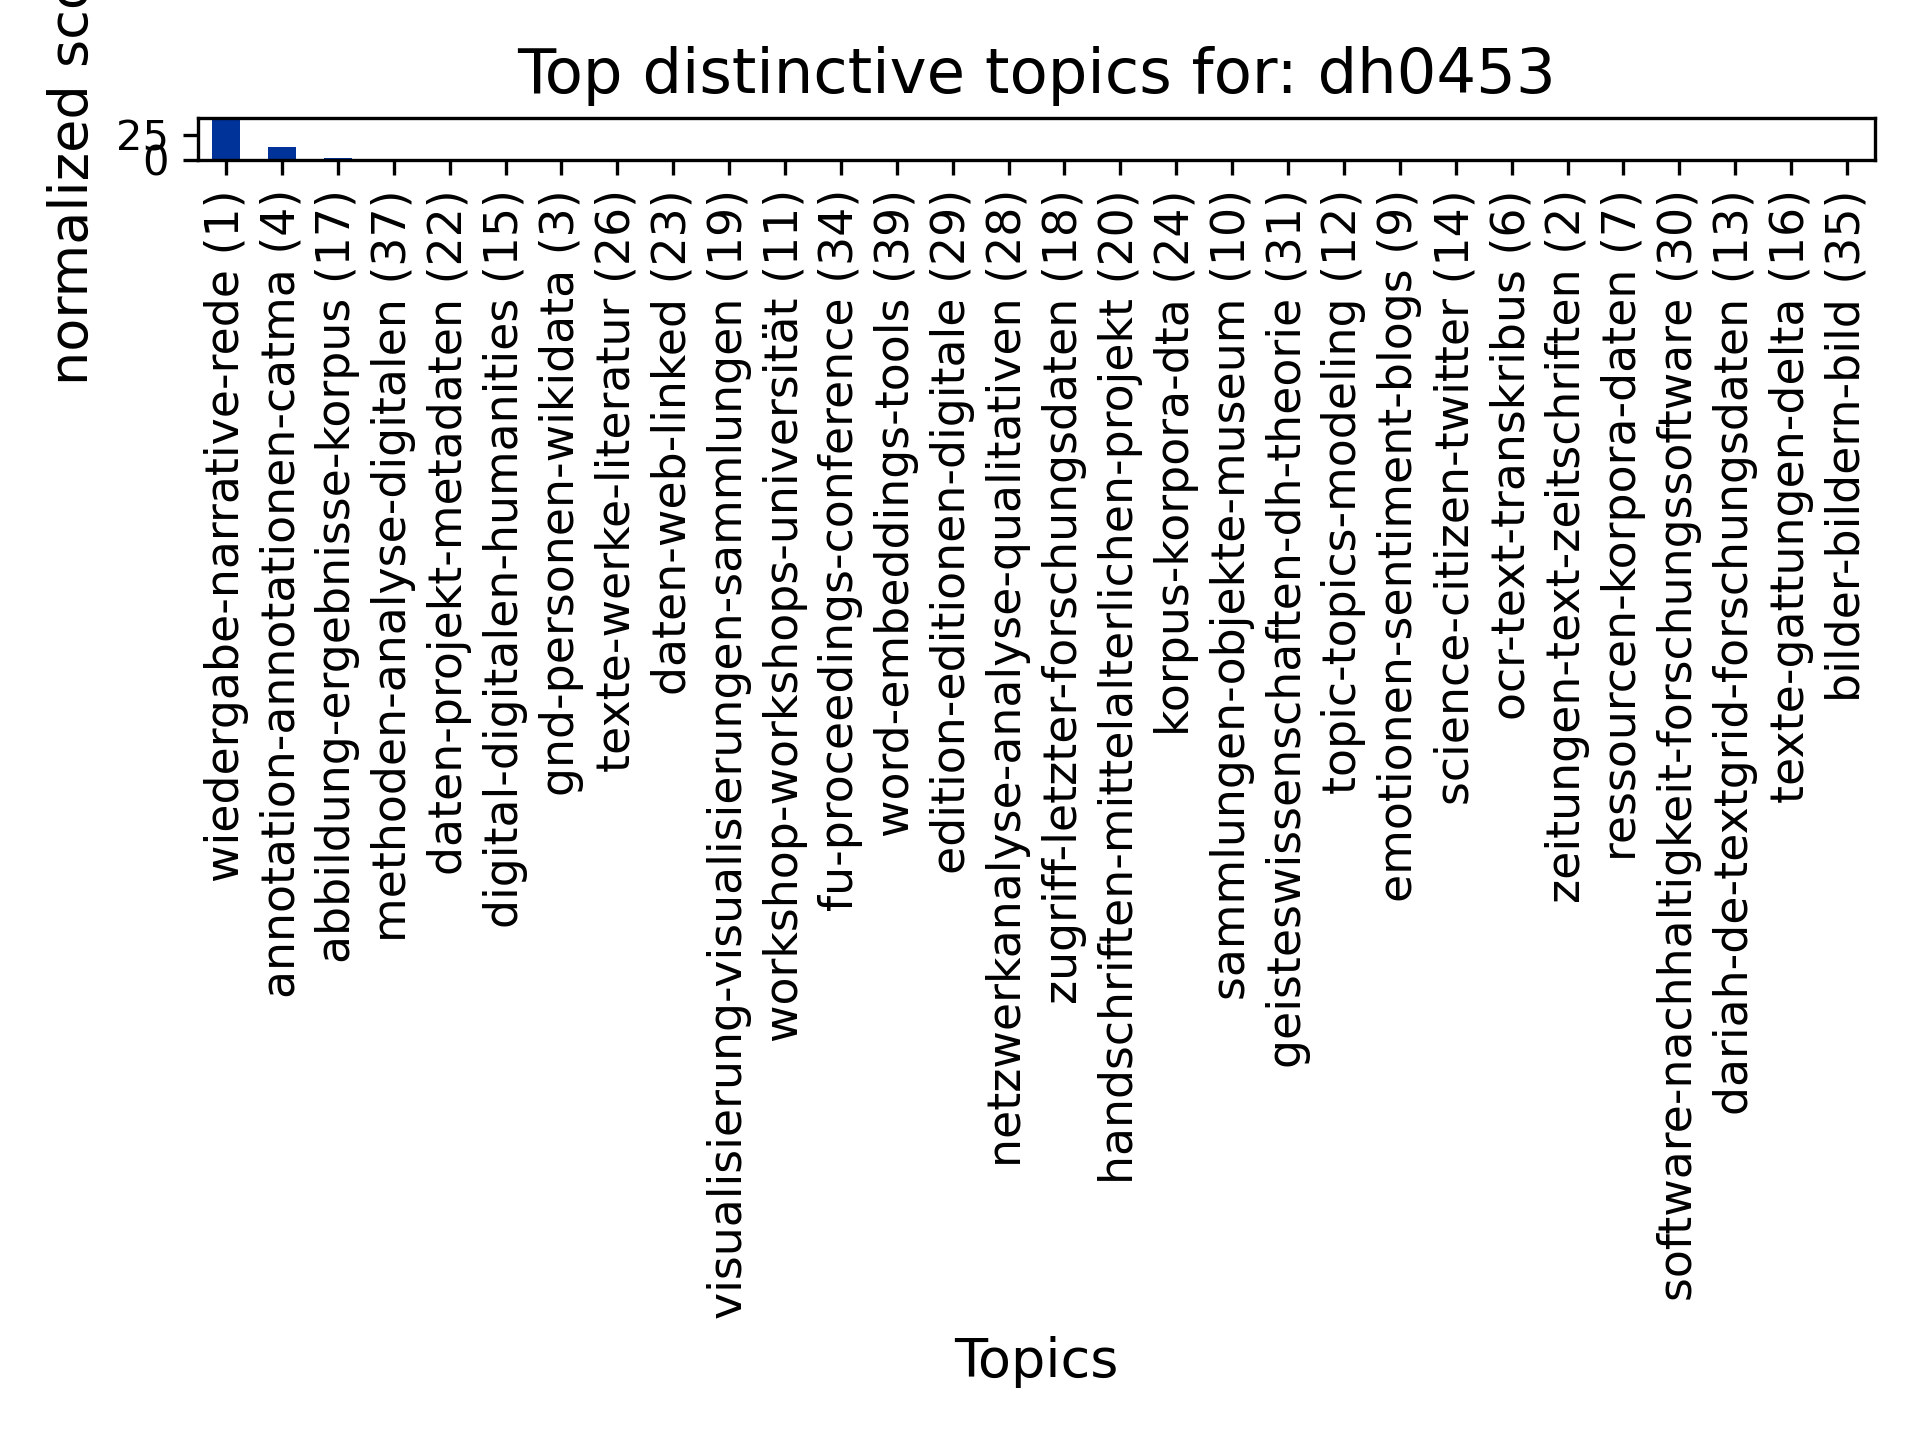 Top distinctive topics for: dh0453
normalized
25
0
wiedergabe-narrative-rede (1)
annotation-annotationen-catma (4)
abbildung-ergebnisse-korpus (17)
methoden-analyse-digitalen (37)
daten-projekt-metadaten (22)
digital-digitalen-humanities (15)
gnd-personen-wikidata (3)
texte-werke-literatur (26)
daten-web-linked (23)
visualisierung-visualisierungen-sammlungen (19)
workshop-workshops-universität (11)
fu-proceedings-conference (34)
word-embeddings-tools (39)
edition-editionen-digitale (29)
netzwerkanalyse-analyse-qualitativen (28)
zugriff-letzter-forschungsdaten (18)
handschriften-mittelalterlichen-projekt (20)
korpus-korpora-dta (24)
sammlungen-objekte-museum (10)
geisteswissenschaften-dh-theorie (31)
topic-topics-modeling (12)
emotionen-sentiment-blogs (9)
science-citizen-twitter (14)
ocr-text-transkribus (6)
zeitungen-text-zeitschriften (2)
ressourcen-korpora-daten (7)
software-nachhaltigkeit-forschungssoftware (30)
dariah-de-textgrid-forschungsdaten (13)
texte-gattungen-delta (16)
bilder-bildern-bild (35)
Topics